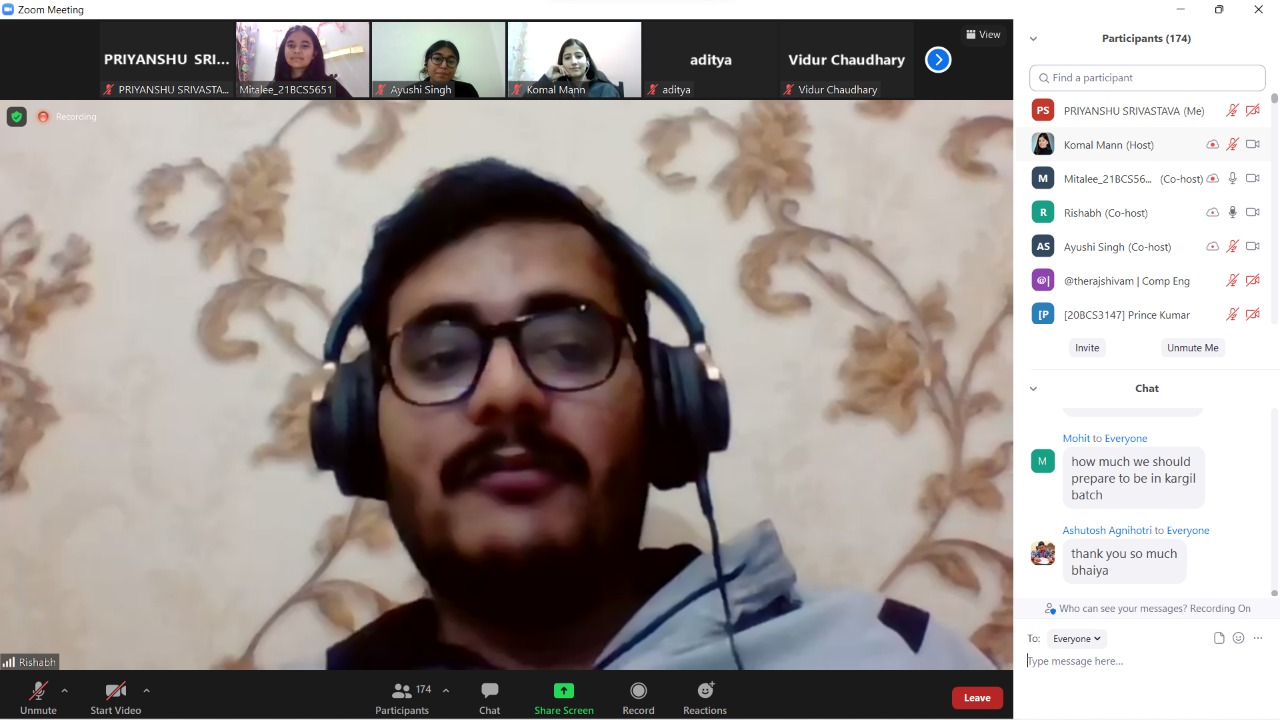 Zoom Meeting
PRIYANSHU SRI...
PRIYANSHU SRIVASTA...
Mitalee_21BCS5651
Ayushi Singh
Komal Mann
aditya
aditya
Vidur Chaudhary
Vidur Chaudhary
View
Recording
Rishabh
Participants (174)
Find a participant
PS PRIYANSHU SRIVASTAVA (Me)
Komal Mann (Host)
M Mitalee_21BCS56... (Co-host)
R Rishabh (Co-host)
AS Ayushi Singh (Co-host)
@| @therajshivam | Comp Eng
[P [20BCS3147] Prince Kumar
Invite Unmute Me
Chat
Mohit to Everyone
M
how much we should
prepare to be in kargil
batch
Ashutosh Agnihotri to Everyone
thank you so much
bhaiya
Who can see your messages? Recording On
To: Everyone
Type message here...
Unmute
Start Video
174
Participants
Chat
Share Screen
Record
Reactions
Leave